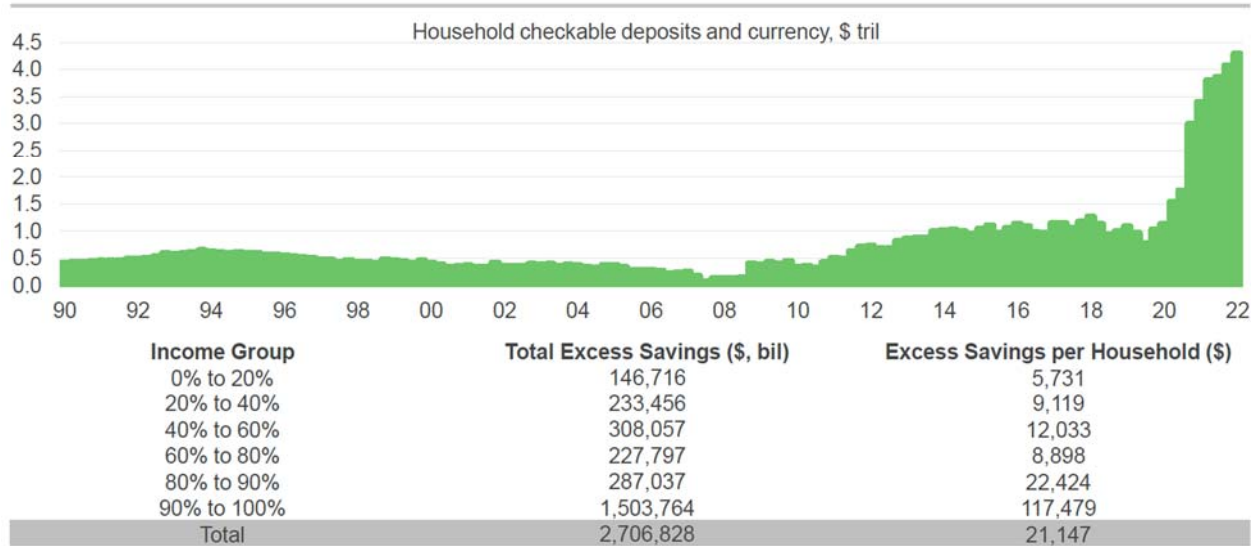 Household checkable deposits and currency, $ tril
4.5
4.0
3.5
3.0
2.5
2.0
1.5
1.0
0.5
0.0
90 92 94 96 98 00 02 04 06 08 10 12 14 16 18 20 22
Income Group Total Excess Savings ($, bil) Excess Savings per Household ($)
0% to 20% 146,716 5,731
20% to 40% 233,456 9,119
40% to 60% 308,057 12,033
60% to 80% 227,797 8,898
80% to 90% 287,037 22,424
90% to 100% 1,503,764 117,479
Total 2,706,828 21,147